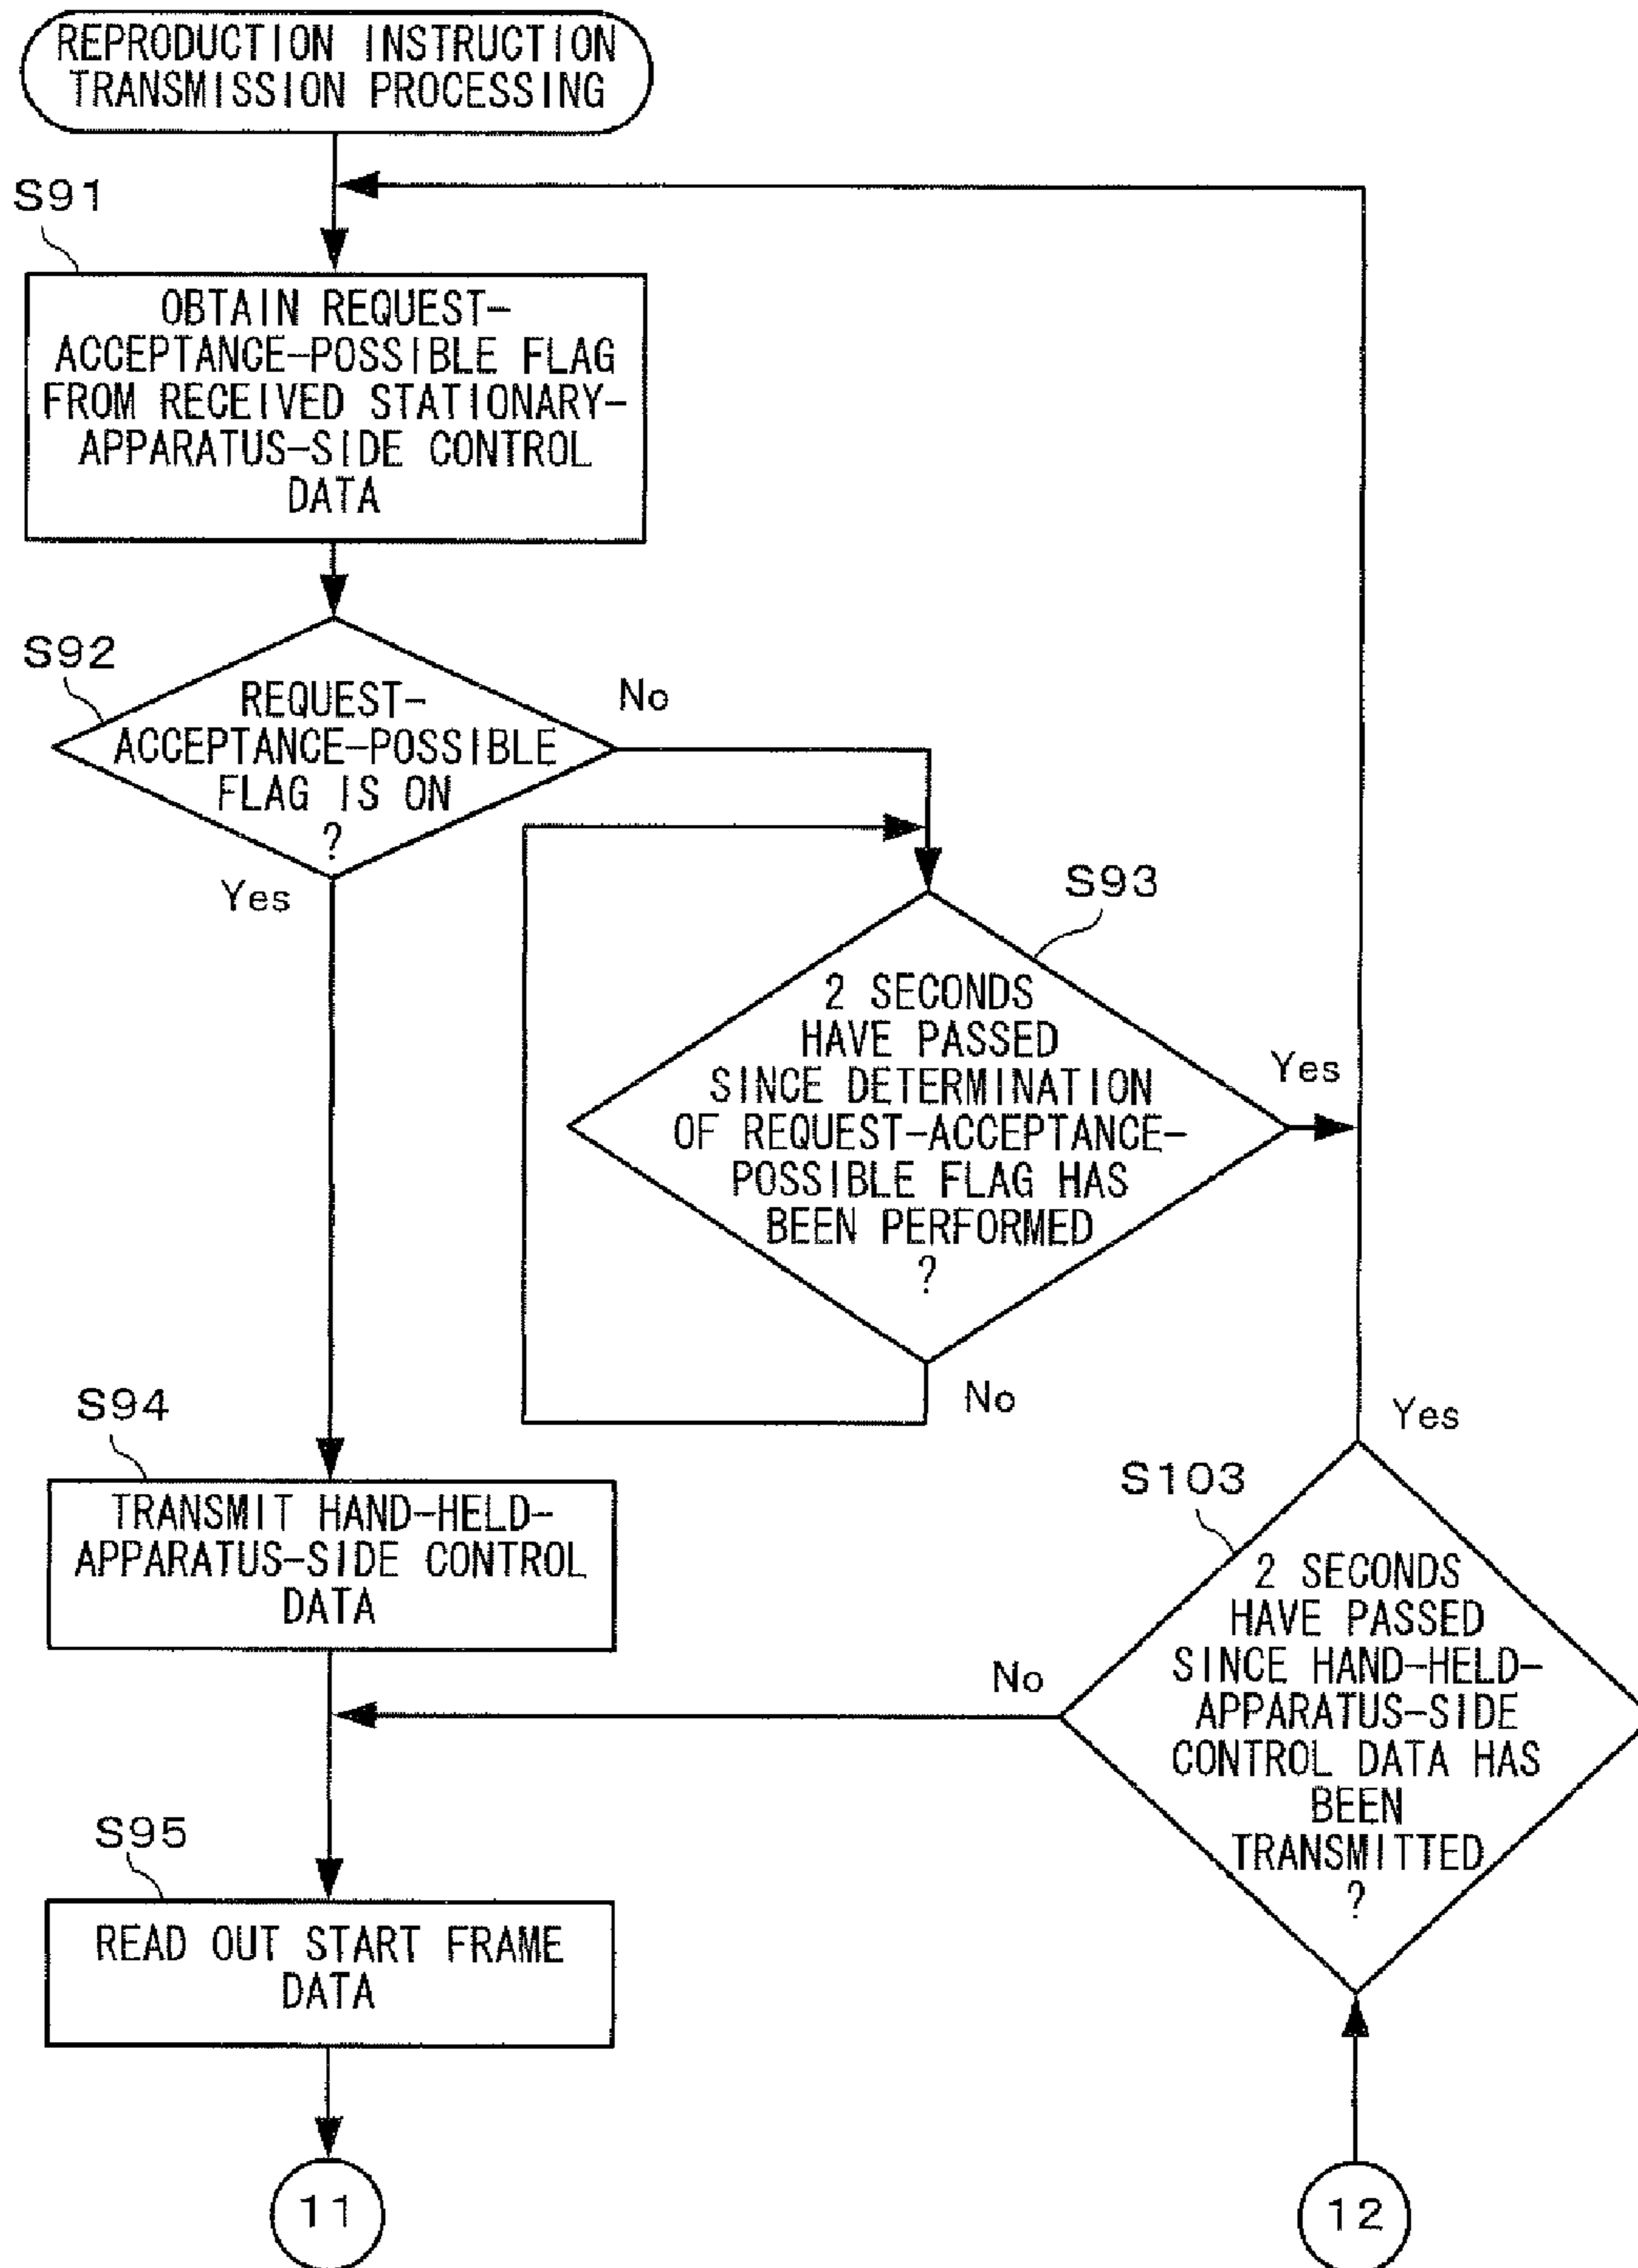 REPRODUCTION INSTRUCTION
TRANSMISSION PROCESSING
S91
OBTAIN REQUEST-
ACCEPTANCE-POSSIBLE FLAG
FROM RECEIVED STATIONARY-
APPARATUS-SIDE CONTROL
DATA
S92
REQUEST-
ACCEPTANCE-POSSIBLE
FLAG IS ON
?
No
Yes
S93
2 SECONDS
HAVE PASSED
SINCE DETERMINATION
OF REQUEST-ACCEPTANCE-
POSSIBLE FLAG HAS
BEEN PERFORMED
?
Yes
No
S94
TRANSMIT HAND-HELD-
APPARATUS-SIDE CONTROL
DATA
S103
Yes
2 SECONDS
HAVE PASSED
SINCE HAND-HELD-
APPARATUS-SIDE
CONTROL DATA HAS
BEEN
TRANSMITTED
?
No
S95
READ OUT START FRAME
DATA
11
12